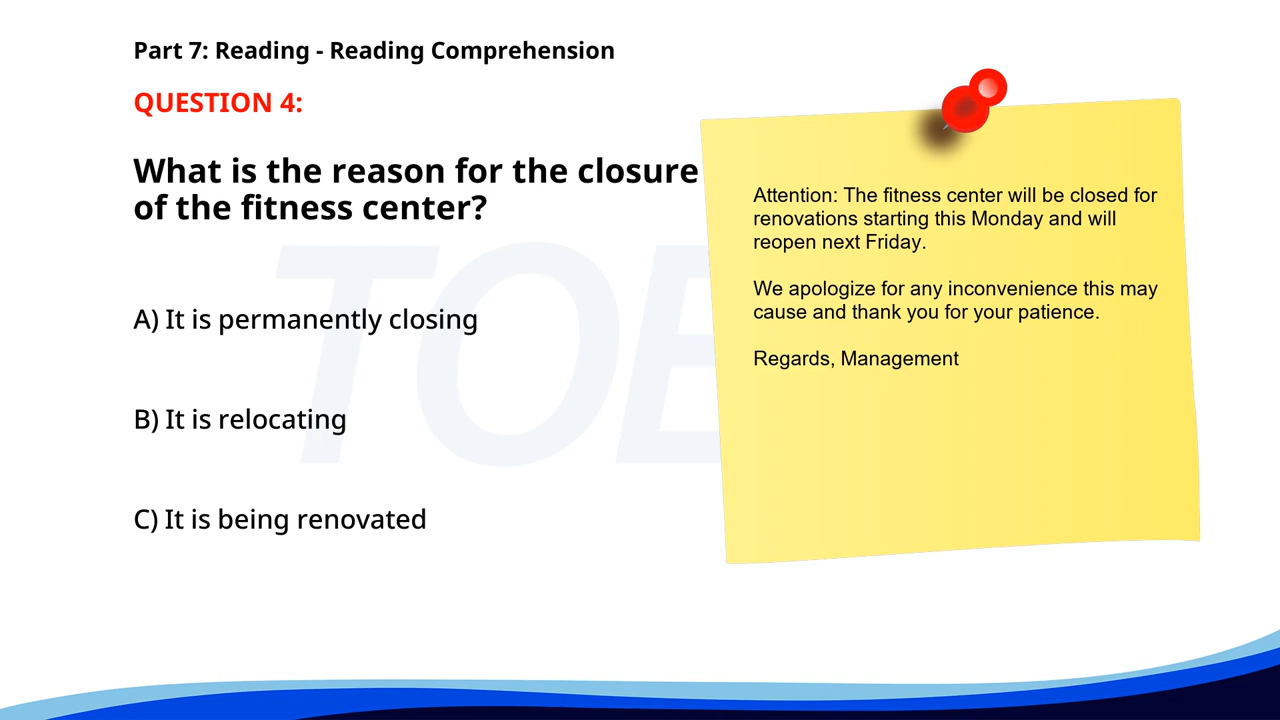 Part 7: Reading - Reading Comprehension
QUESTION 4:
What is the reason for the closure
of the fitness center?
A) It is permanently closing
B) It is relocating
C) It is being renovated
Attention: The fitness center will be closed for
renovations starting this Monday and will
reopen next Friday.
We apologize for any inconvenience this may
cause and thank you for your patience.
Regards, Management